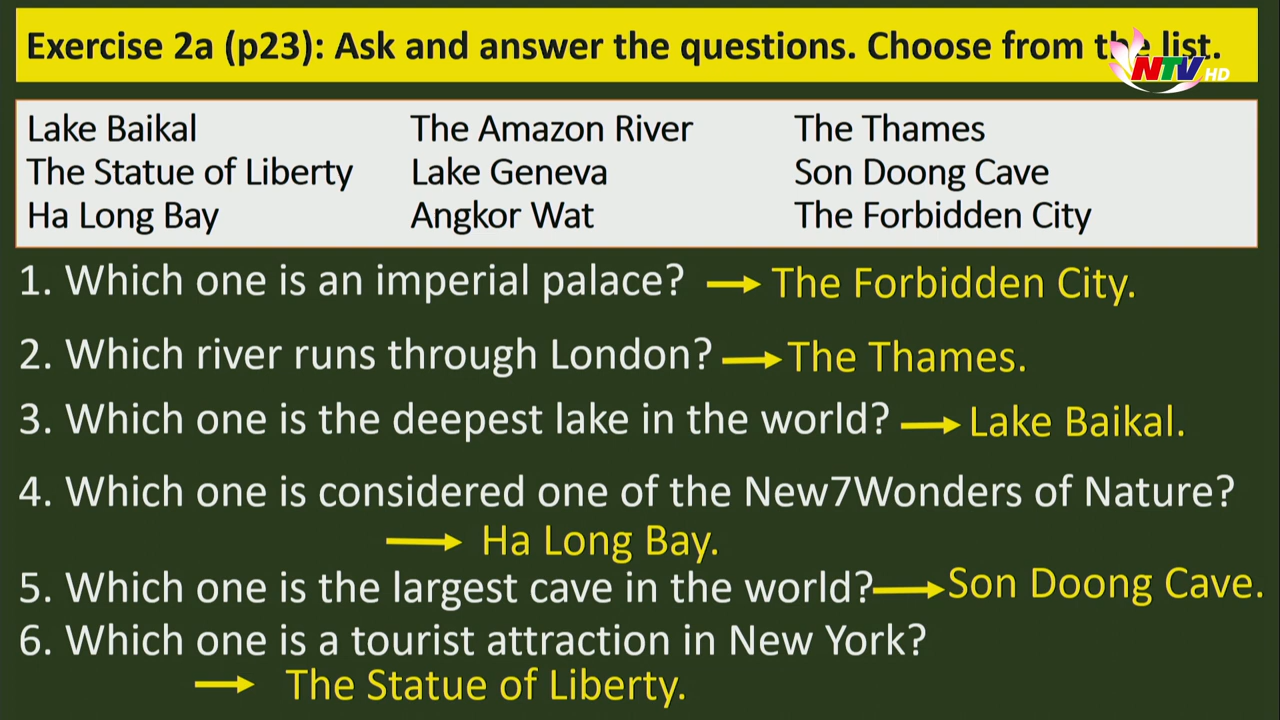 Exercise 2a (p23): Ask and answer the questions. Choose from the list.
NTV HD
Lake Baikal The Amazon River The Thames
The Statue of Liberty Lake Geneva Son Doong Cave
Ha Long Bay Angkor Wat The Forbidden City
1. Which one is an imperial palace? → The Forbidden City.
2. Which river runs through London? → The Thames.
3. Which one is the deepest lake in the world? → Lake Baikal.
4. Which one is considered one of the New7Wonders of Nature?
→ Ha Long Bay.
5. Which one is the largest cave in the world? → Son Doong Cave.
6. Which one is a tourist attraction in New York?
→ The Statue of Liberty.